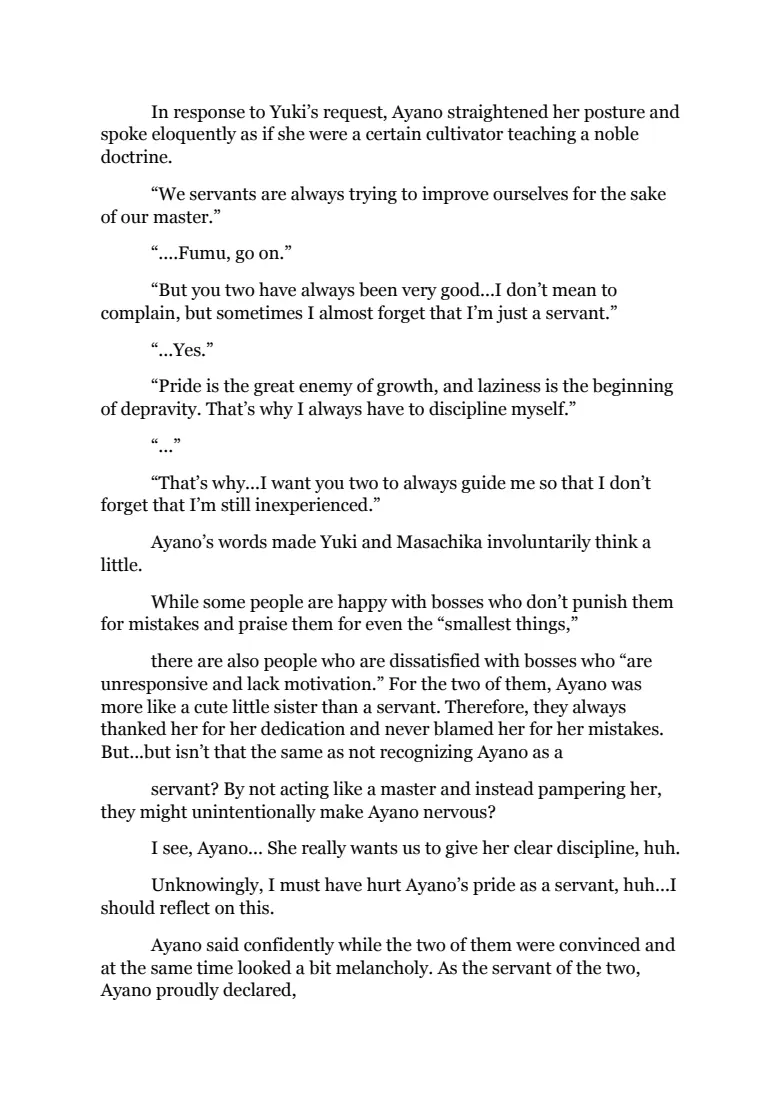 In response to Yuki’s request, Ayano straightened her posture and
spoke eloquently as if she were a certain cultivator teaching a noble
doctrine.
“We servants are always trying to improve ourselves for the sake
of our master.”
“....Fumu, go on.”
“But you two have always been very good...I don’t mean to
complain, but sometimes I almost forget that I’m just a servant.”
“...Yes.”
“Pride is the great enemy of growth, and laziness is the beginning
of depravity. That’s why I always have to discipline myself.”
“...”
“That’s why...I want you two to always guide me so that I don’t
forget that I’m still inexperienced.”
Ayano’s words made Yuki and Masachika involuntarily think a
little.
While some people are happy with bosses who don’t punish them
for mistakes and praise them for even the “smallest things,”
there are also people who are dissatisfied with bosses who “are
unresponsive and lack motivation.” For the two of them, Ayano was
more like a cute little sister than a servant. Therefore, they always
thanked her for her dedication and never blamed her for her mistakes.
But...but isn’t that the same as not recognizing Ayano as a
servant? By not acting like a master and instead pampering her,
they might unintentionally make Ayano nervous?
I see, Ayano... She really wants us to give her clear discipline, huh.
Unknowingly, I must have hurt Ayano’s pride as a servant, huh...I
should reflect on this.
Ayano said confidently while the two of them were convinced and
at the same time looked a bit melancholy. As the servant of the two,
Ayano proudly declared,